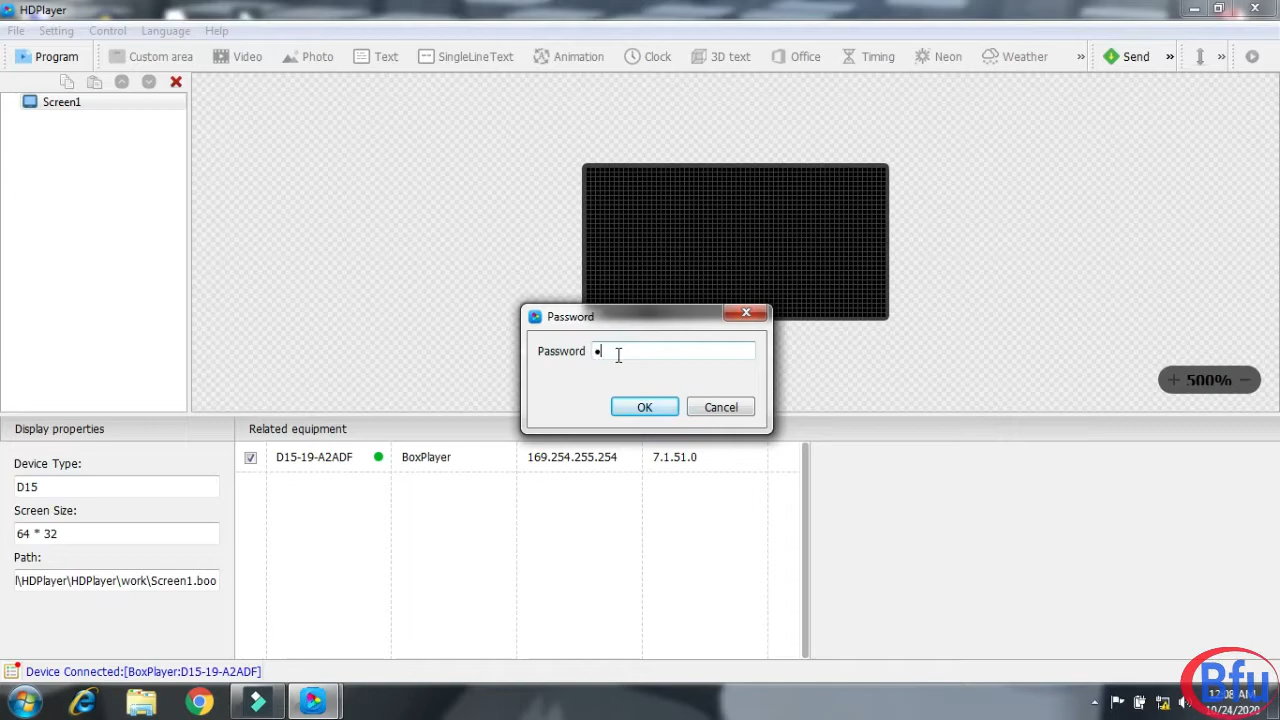 HDPlayer
File Setting Control Language Help
Program Custom area Video Photo Text SingleLineText Animation Clock 3D text Office Timing Neon Weather » Send » »
Screen1
500%
Password
Password •
OK Cancel
Display properties
Device Type:
D15
Screen Size:
64 * 32
Path:
l\HDPlayer\HDPlayer\work\Screen1.boo
Related equipment
D15-19-A2ADF BoxPlayer 169.254.255.254 7.1.51.0
Device Connected:[BoxPlayer:D15-19-A2ADF]
Bfu
12:08 AM
10/24/2020